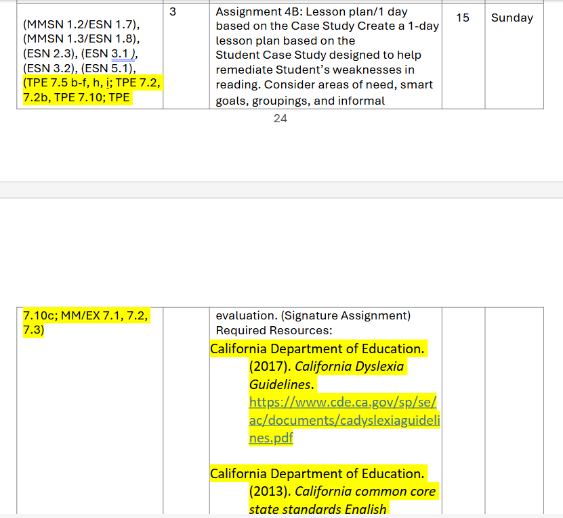 (MMSN 1.2/ESN 1.7),
(MMSN 1.3/ESN 1.8),
(ESN 2.3), (ESN 3.1 ),
(ESN 3.2), (ESN 5.1),
(TPE 7.5 b-f, h, i; TPE 7.2,
7.2b, TPE 7.10; TPE
3
Assignment 4B: Lesson plan/1 day
based on the Case Study Create a 1-day
lesson plan based on the
Student Case Study designed to help
remediate Student's weaknesses in
reading. Consider areas of need, smart
goals, groupings, and informal
15
Sunday
24
7.10c; MM/EX 7.1, 7.2,
7.3)
evaluation. (Signature Assignment)
Required Resources:
California Department of Education.
(2017). California Dyslexia
Guidelines.
https://www.cde.ca.gov/sp/se/
ac/documents/cadyslexiaguideli
nes.pdf
California Department of Education.
(2013). California common core
state standards English